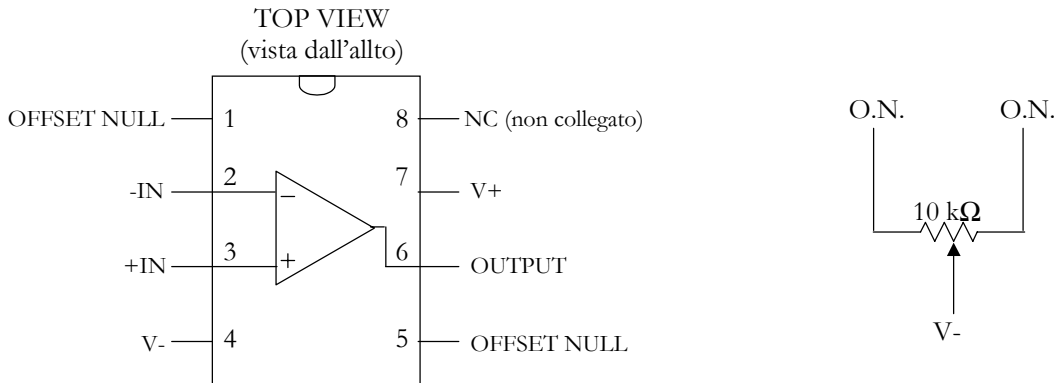 TOP VIEW
(vista dall'allto)
OFFSET NULL 1 8 NC (non collegato)
-IN 2 − 7 V+
+IN 3 + 6 OUTPUT
V- 4 5 OFFSET NULL
O.N. O.N.
10 kΩ
V-